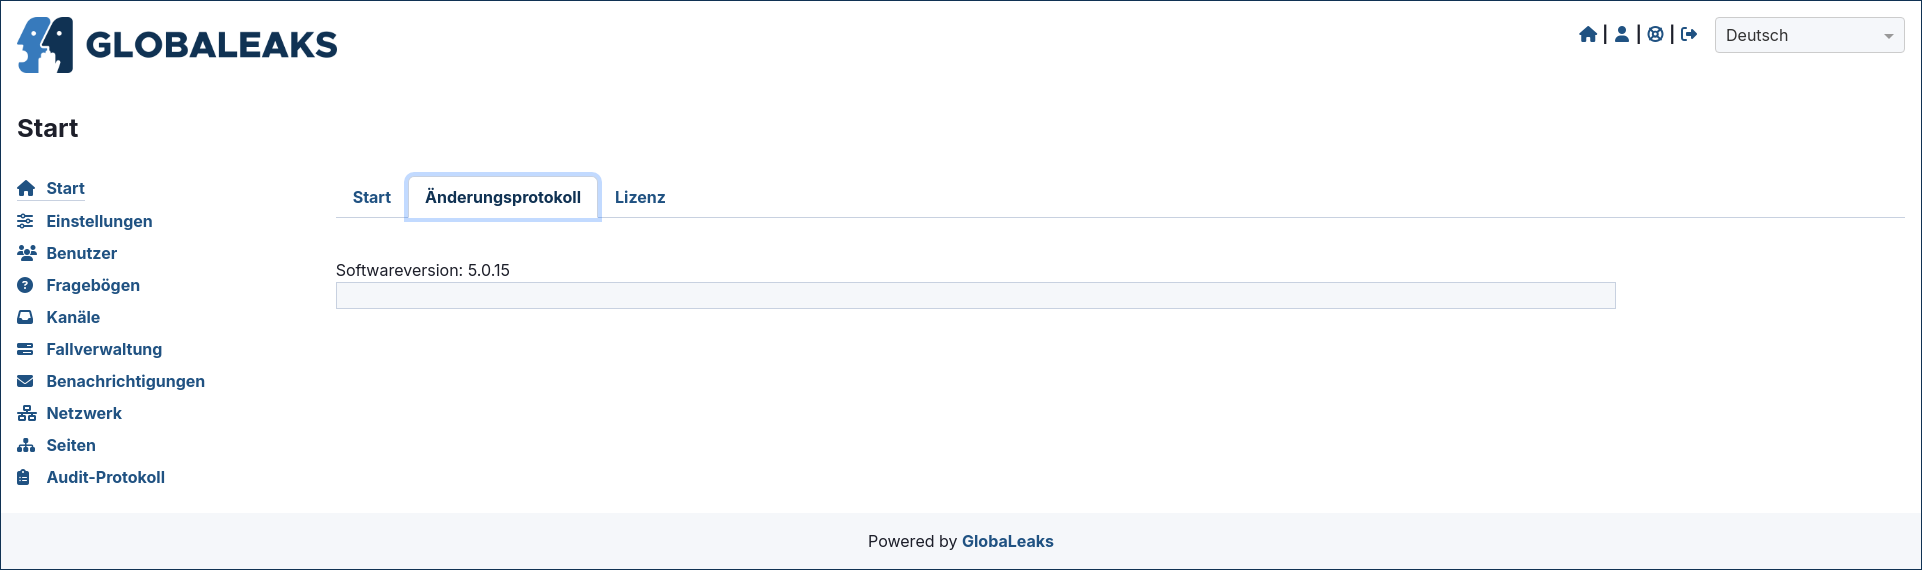 GLOBALEAKS
| | |
Deutsch
Start
Start
Einstellungen
Benutzer
Fragebögen
Kanäle
Fallverwaltung
Benachrichtigungen
Netzwerk
Seiten
Audit-Protokoll
Start Änderungsprotokoll Lizenz
Softwareversion: 5.0.15
Powered by GlobaLeaks